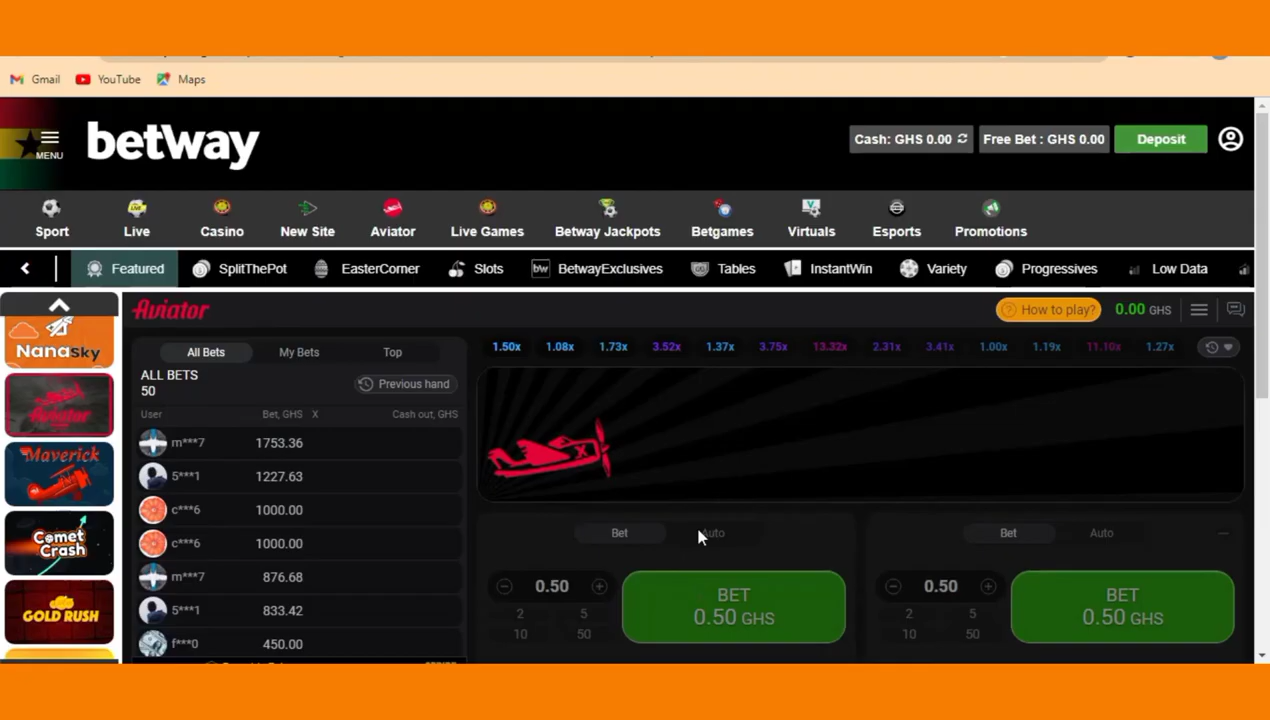 Gmail YouTube Maps
MENU betway Cash: GHS 0.00 Free Bet : GHS 0.00 Deposit
Sport Live Casino New Site Aviator Live Games Betway Jackpots Betgames Virtuals Esports Promotions
Featured SplitThePot EasterCorner Slots bw BetwayExclusives Tables InstantWin Variety Progressives Low Data
NanaSky
Aviator
Maverick
Comet
Crash
GOLD RUSH
Aviator ? How to play? 0.00 GHS
All Bets My Bets Top
1.50x 1.08x 1.73x 3.52x 1.37x 3.75x 13.32x 2.31x 3.41x 1.00x 1.19x 11.10x 1.27x
ALL BETS
50
Previous hand
User Bet, GHS X Cash out, GHS
m***7 1753.36
5***1 1227.63
c***6 1000.00
c***6 1000.00
m***7 876.68
5***1 833.42
f***0 450.00
X
Bet Auto
0.50
2 5
10 50
BET
0.50 GHS
Bet Auto
0.50
2 5
10 50
BET
0.50 GHS